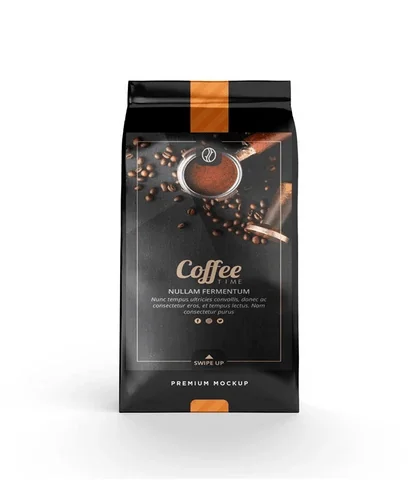 Coffee
TIME
NULLAM FERMENTUM
Nunc tempus ultricies convallis, donec ac
consectetur eros, et tempus lectus. Nam
consectetur purus
SWIPE UP
PREMIUM MOCKUP